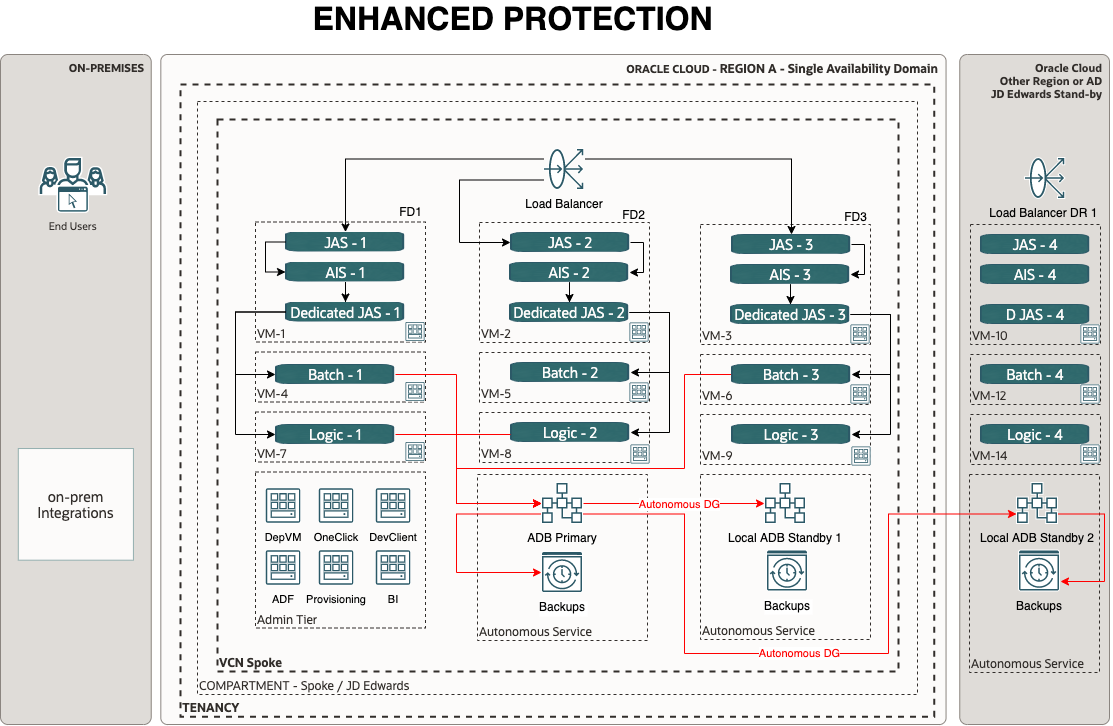 ENHANCED PROTECTION
ON-PREMISES
End Users
on-prem
Integrations
ORACLE CLOUD - REGION A - Single Availability Domain
Load Balancer
FD1
JAS - 1
AIS - 1
Dedicated JAS - 1
VM-1
Batch - 1
VM-4
Logic - 1
VM-7
DepVM
OneClick
DevClient
ADF
Provisioning
BI
Admin Tier
FD2
JAS - 2
AIS - 2
Dedicated JAS - 2
VM-2
Batch - 2
VM-5
Logic - 2
VM-8
ADB Primary
Backups
Autonomous Service
Autonomous DG
FD3
JAS - 3
AIS - 3
Dedicated JAS - 3
VM-3
Batch - 3
VM-6
Logic - 3
VM-9
Local ADB Standby 1
Backups
Autonomous Service
Autonomous DG
VCN Spoke
COMPARTMENT - Spoke / JD Edwards
TENANCY
Oracle Cloud
Other Region or AD
JD Edwards Stand-by
Load Balancer DR 1
JAS - 4
AIS - 4
D JAS - 4
VM-10
Batch - 4
VM-12
Logic - 4
VM-14
Local ADB Standby 2
Backups
Autonomous Service